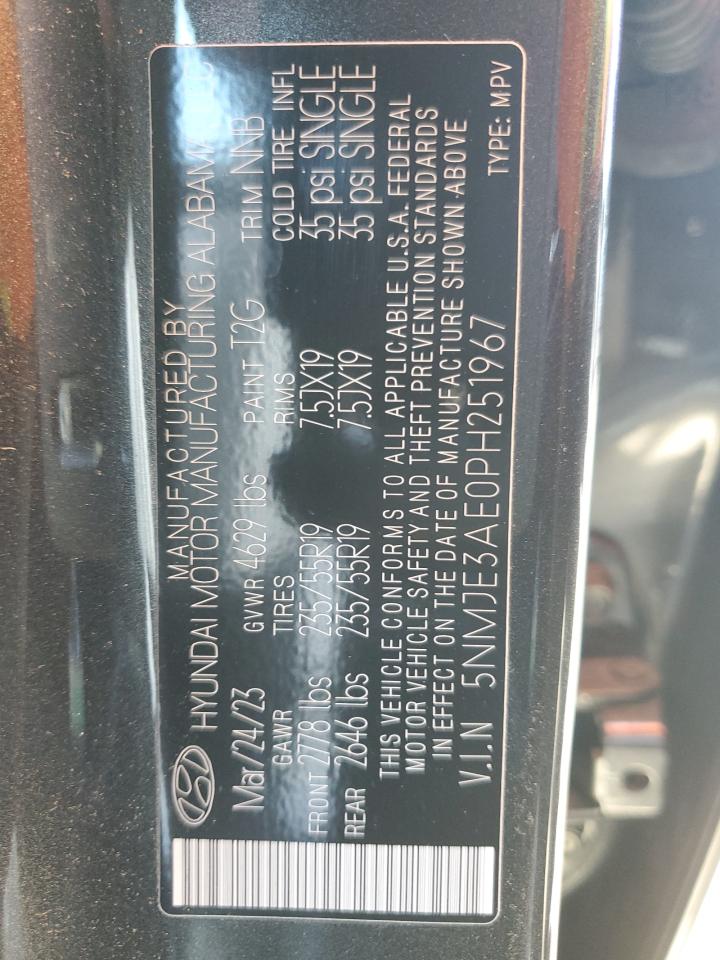 MANUFACTURED BY
HYUNDAI MOTOR MANUFACTURING ALABAMA
Mar/24/23 GVWR 4629 lbs PAINT T2G TRIM NNB
GAWR TIRES RIMS COLD TIRE INFL
FRONT 2778 lbs 235/55R19 7.5JX19 35 psi SINGLE
REAR 2646 lbs 235/55R19 7.5JX19 35 psi SINGLE
THIS VEHICLE CONFORMS TO ALL APPLICABLE U.S.A. FEDERAL
MOTOR VEHICLE SAFETY AND THEFT PREVENTION STANDARDS
IN EFFECT ON THE DATE OF MANUFACTURE SHOWN ABOVE
V.I.N 5NMJE3AE0PH251967
TYPE: MPV